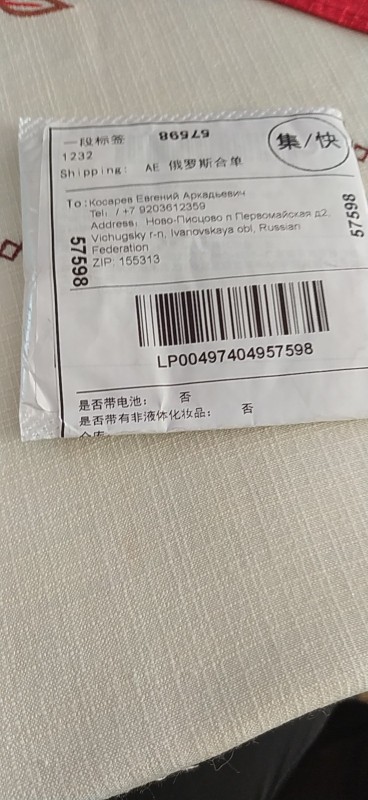 一段标签
57598
集/快
1232
Shipping: AE 俄罗斯合单
To: Косарев Евгений Аркадьевич
Tel: / +7 9203612359
Address: Ново-Писцово п Первомайская д2,
Vichugsky r-n, Ivanovskaya obl, Russian
Federation
ZIP: 155313
57598
57598
LP00497404957598
是否带电池: 否
是否带有非液体化妆品: 否